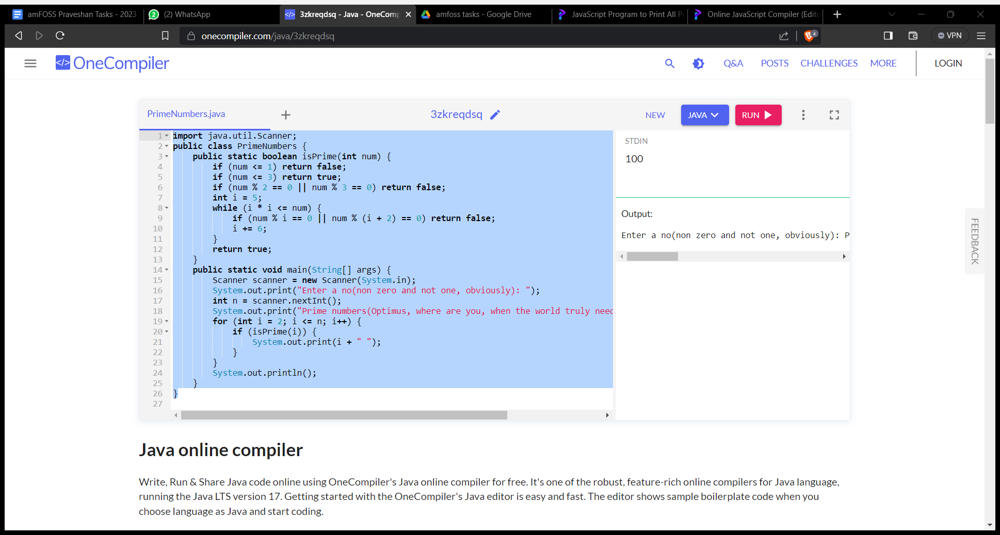 amFOSS Praveshan Tasks - 2023
2
(2) WhatsApp
</> 3zkreqdsq - Java - OneComp
amfoss tasks - Google Drive
JavaScript Program to Print All P
Online JavaScript Compiler (Edit
onecompiler.com/java/3zkreqdsq
4
VPN
</> OneCompiler
Q&A
POSTS
CHALLENGES
MORE
LOGIN
PrimeNumbers.java
3zkreqdsq
NEW
JAVA
RUN
1 import java.util.Scanner;
2 public class PrimeNumbers {
3     public static boolean isPrime(int num) {
4         if (num <= 1) return false;
5         if (num <= 3) return true;
6         if (num % 2 == 0 || num % 3 == 0) return false;
7         int i = 5;
8         while (i * i <= num) {
9             if (num % i == 0 || num % (i + 2) == 0) return false;
10             i += 6;
11         }
12         return true;
13     }
14     public static void main(String[] args) {
15         Scanner scanner = new Scanner(System.in);
16         System.out.print("Enter a no(non zero and not one, obviously): ");
17         int n = scanner.nextInt();
18         System.out.print("Prime numbers(Optimus, where are you, when the world truly need
19         for (int i = 2; i <= n; i++) {
20             if (isPrime(i)) {
21                 System.out.print(i + " ");
22             }
23         }
24         System.out.println();
25     }
26 }
27
STDIN
100
Output:
Enter a no(non zero and not one, obviously): P
FEEDBACK
Java online compiler
Write, Run & Share Java code online using OneCompiler's Java online compiler for free. It's one of the robust, feature-rich online compilers for Java language,
running the Java LTS version 17. Getting started with the OneCompiler's Java editor is easy and fast. The editor shows sample boilerplate code when you
choose language as Java and start coding.